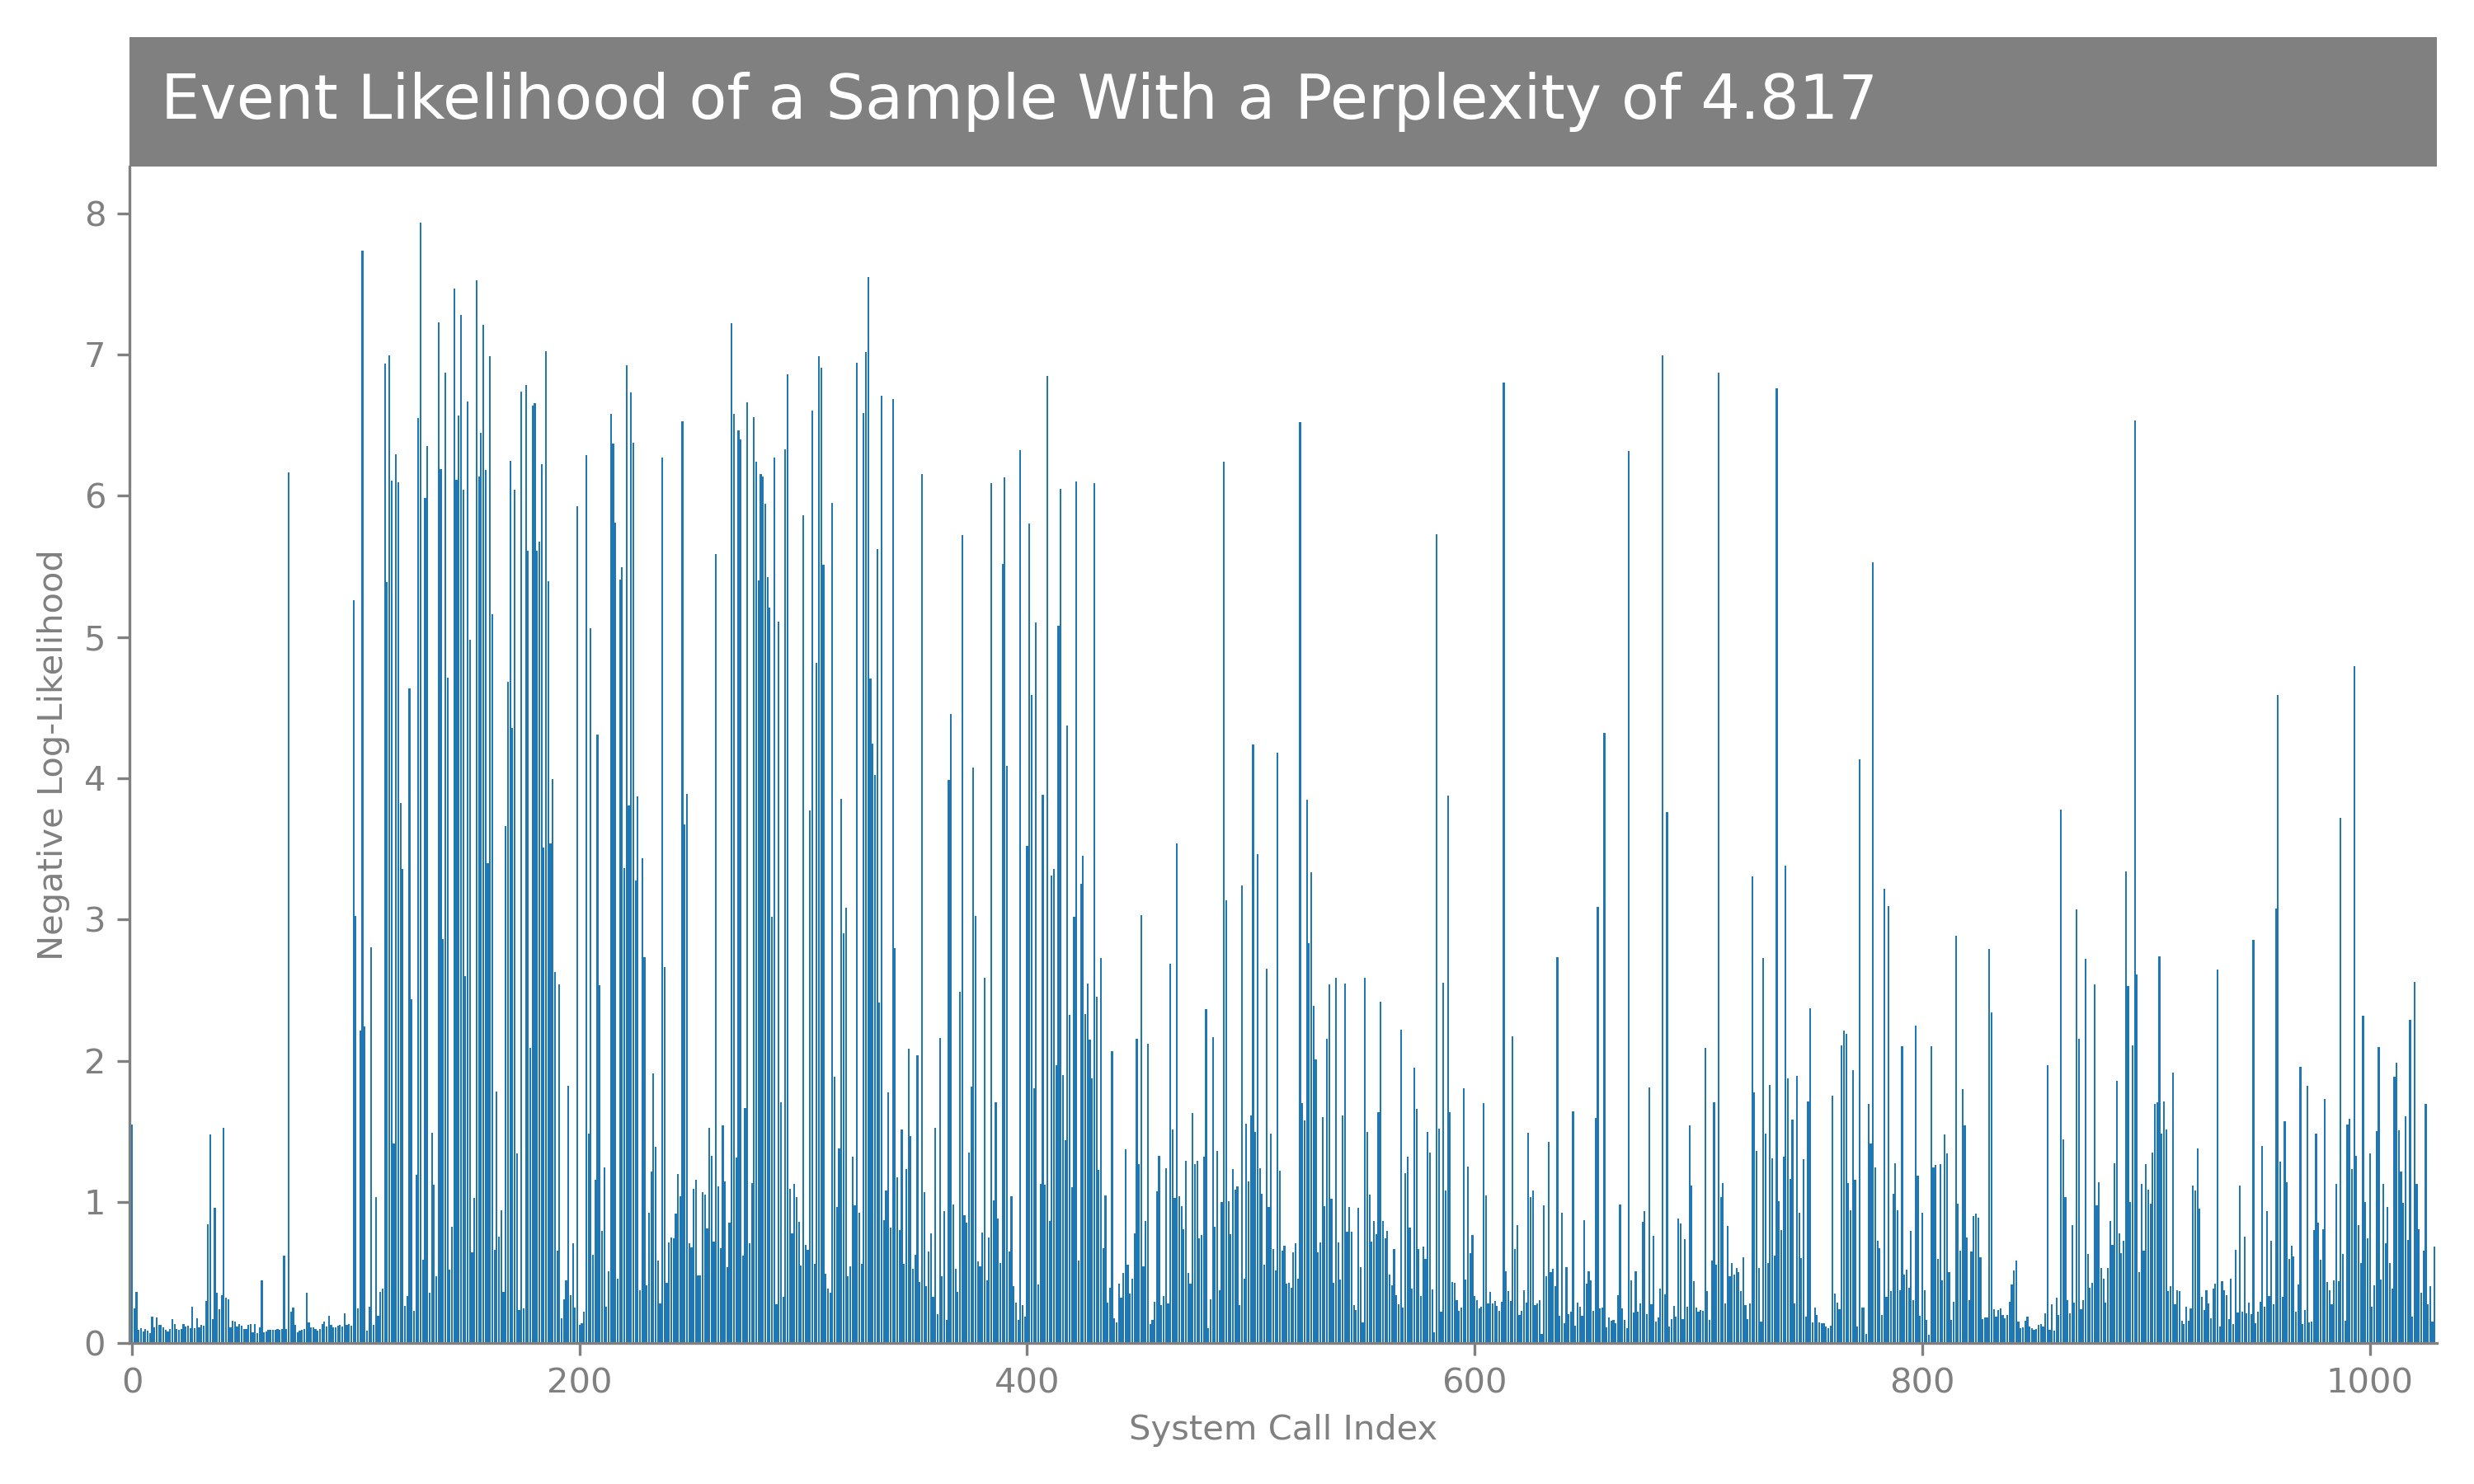 Event Likelihood of a Sample With a Perplexity of 4.817
8
7
6
5
4
3
2
1
0
Negative Log-Likelihood
0 200 400 600 800 1000
System Call Index